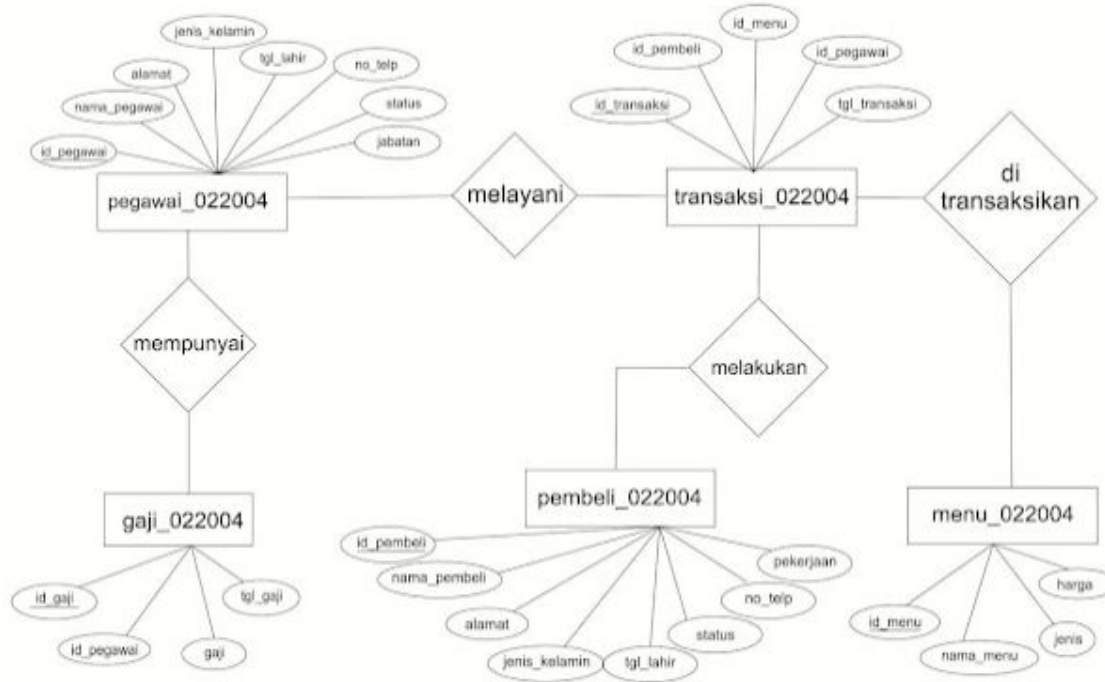 jenis_kelamin
alamat
tgl_lahir
no_telp
nama_pegawai
status
id_pegawai
jabatan
pegawai_022004
melayani
id_menu
id_pembeli
id_pegawai
id_transaksi
tgl_transaksi
transaksi_022004
di
transaksikan
mempunyai
melakukan
gaji_022004
id_gaji
tgl_gaji
id_pegawai
gaji
pembeli_022004
id_pembeli
nama_pembeli
pekerjaan
alamat
no_telp
jenis_kelamin
tgl_lahir
status
menu_022004
id_menu
harga
nama_menu
jenis